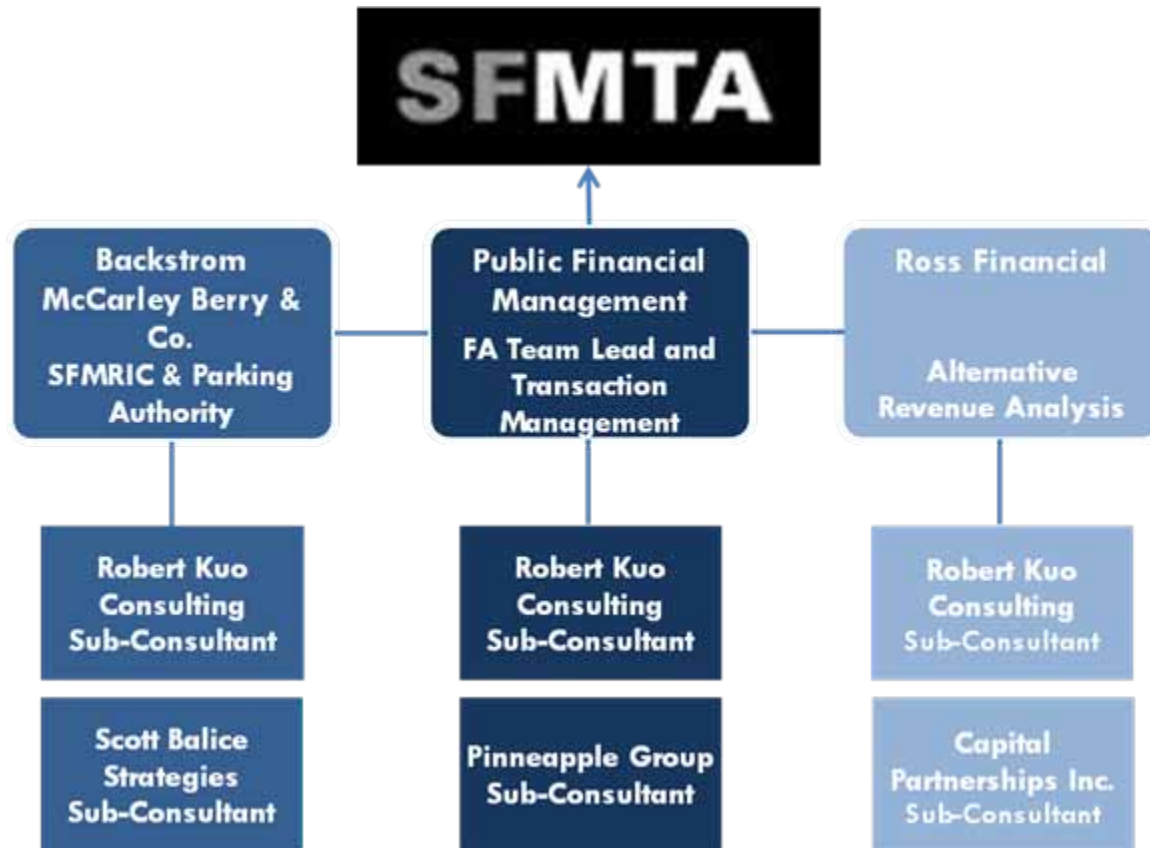 SFMTA
Backstrom
McCarley Berry &
Co.
SFMRIC & Parking
Authority
Public Financial
Management
FA Team Lead and
Transaction
Management
Ross Financial
Alternative
Revenue Analysis
Robert Kuo
Consulting
Sub-Consultant
Robert Kuo
Consulting
Sub-Consultant
Robert Kuo
Consulting
Sub-Consultant
Scott Balice
Strategies
Sub-Consultant
Pinneapple Group
Sub-Consultant
Capital
Partnerships Inc.
Sub-Consultant